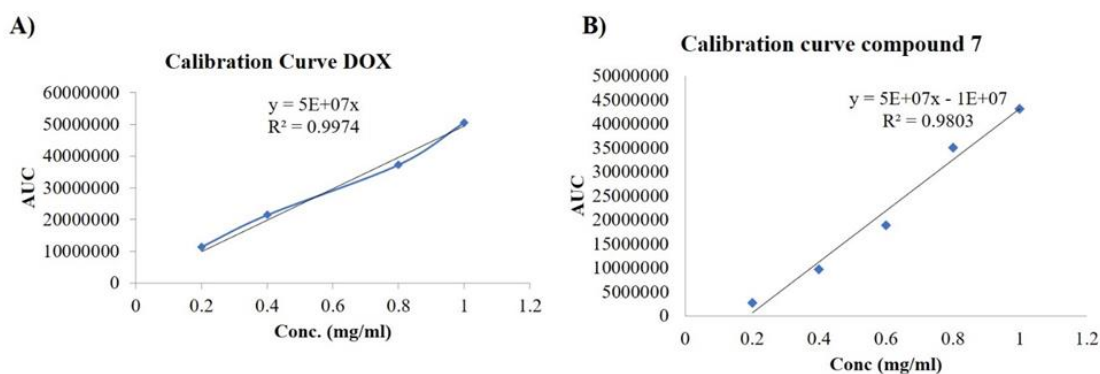 A)
Calibration Curve DOX
y = 5E+07x
R² = 0.9974
60000000
50000000
40000000
30000000
20000000
10000000
0
AUC
0 0.2 0.4 0.6 0.8 1 1.2
Conc. (mg/ml)
B)
Calibration curve compound 7
y = 5E+07x - 1E+07
R² = 0.9803
50000000
45000000
40000000
35000000
30000000
25000000
20000000
15000000
10000000
5000000
0
AUC
0 0.2 0.4 0.6 0.8 1 1.2
Conc (mg/ml)